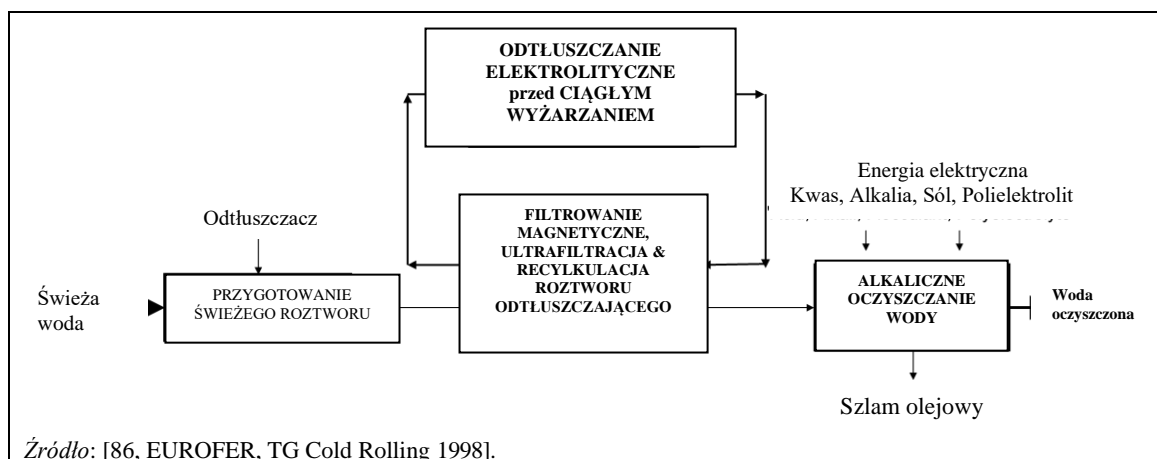 ODTŁUSZCZANIE
ELEKTROLITYCZNE
przed CIĄGŁYM
WYŻARZANIEM
Energia elektryczna
Kwas, Alkalia, Sól, Polielektrolit
Odtłuszczacz
FILTROWANIE
MAGNETYCZNE,
ULTRAFILTRACJA &
RECYLKULACJA
ROZTWORU
ODTŁUSZCZAJĄCEGO
Świeża
woda
PRZYGOTOWANIE
ŚWIEŻEGO ROZTWORU
ALKALICZNE
OCZYSZCZANIE
WODY
Woda
oczyszczona
Szlam olejowy
Źródło: [86, EUROFER, TG Cold Rolling 1998].